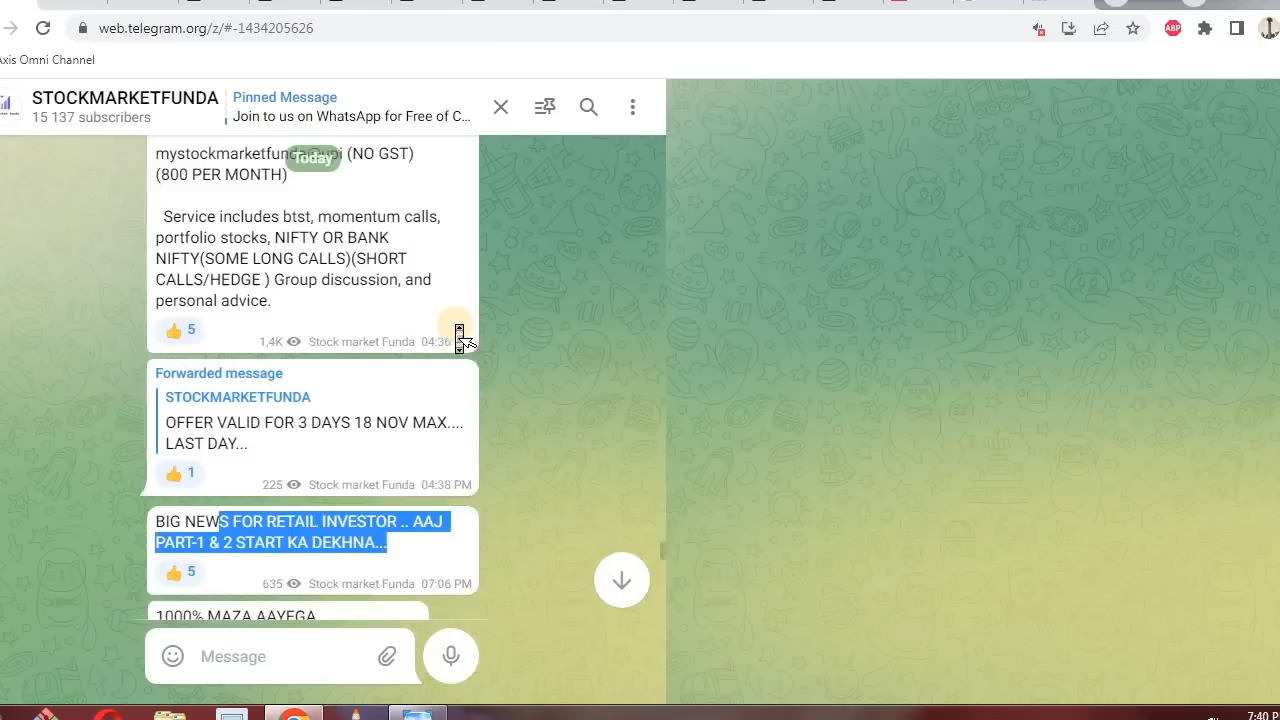 web.telegram.org/z/#-1434205626
ABP
Axis Omni Channel
STOCKMARKETFUNDA
15 137 subscribers
Pinned Message
Join to us on WhatsApp for Free of C...
(NO GST)
Today
(800 PER MONTH)
Service includes btst, momentum calls,
portfolio stocks, NIFTY OR BANK
NIFTY(SOME LONG CALLS)(SHORT
CALLS/HEDGE ) Group discussion, and
personal advice.
👍 5
1,4K Stock market Funda 04:36
Forwarded message
STOCKMARKETFUNDA
OFFER VALID FOR 3 DAYS 18 NOV MAX....
LAST DAY...
👍 1
225 04:38 PM
BIG NEWS FOR RETAIL INVESTOR .. AAJ
PART-1 & 2 START KA DEKHNA...
👍 5
635 Stock market Funda 07:06 PM
1000% MAZA AAYEGA
Message
7:40 P